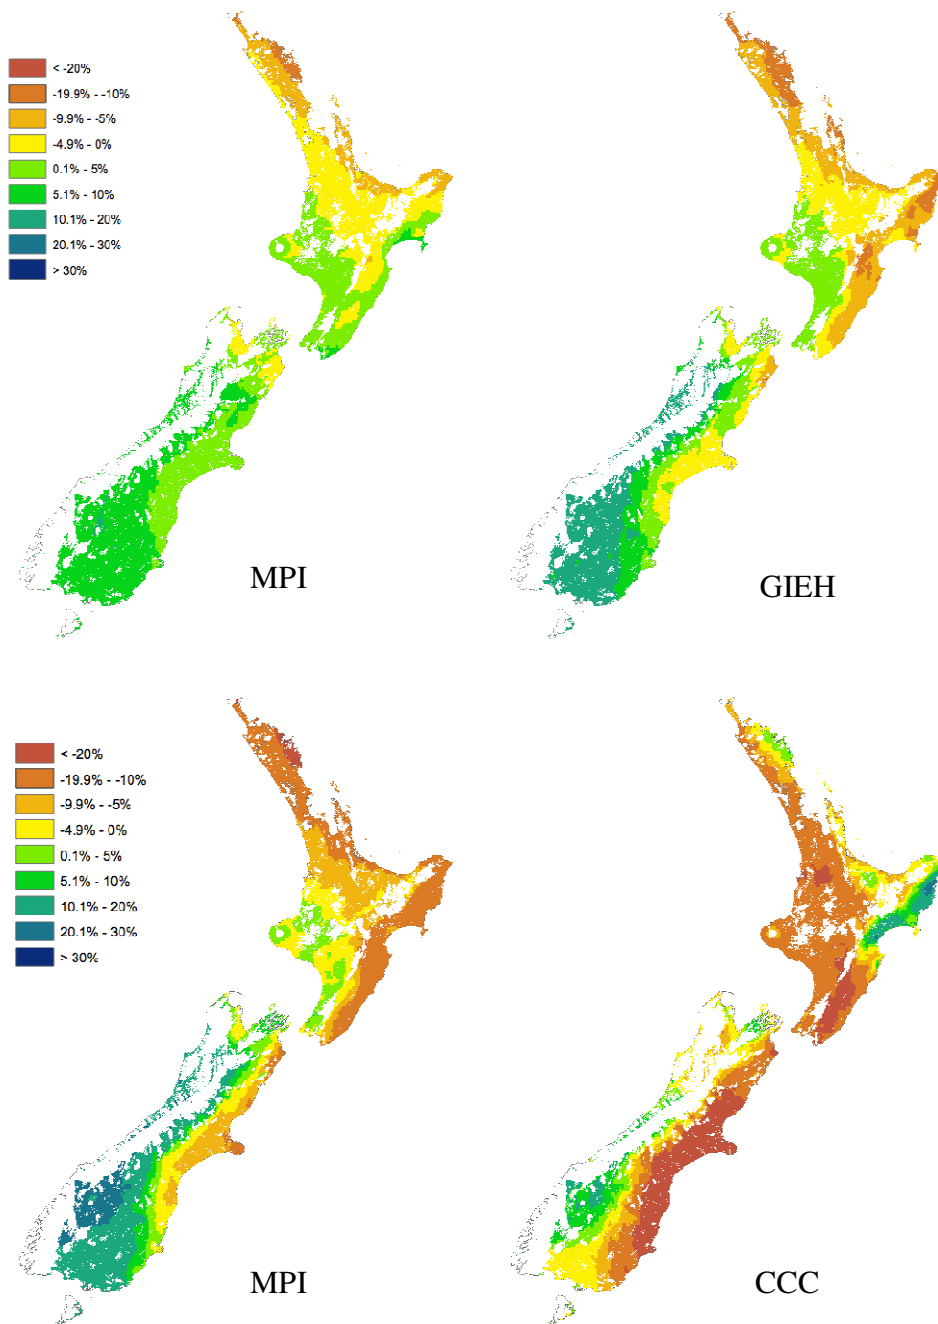 < -20%
-19.9% - -10%
-9.9% - -5%
-4.9% - 0%
0.1% - 5%
5.1% - 10%
10.1% - 20%
20.1% - 30%
> 30%
MPI
GIEH
< -20%
-19.9% - -10%
-9.9% - -5%
-4.9% - 0%
0.1% - 5%
5.1% - 10%
10.1% - 20%
20.1% - 30%
> 30%
MPI
CCC